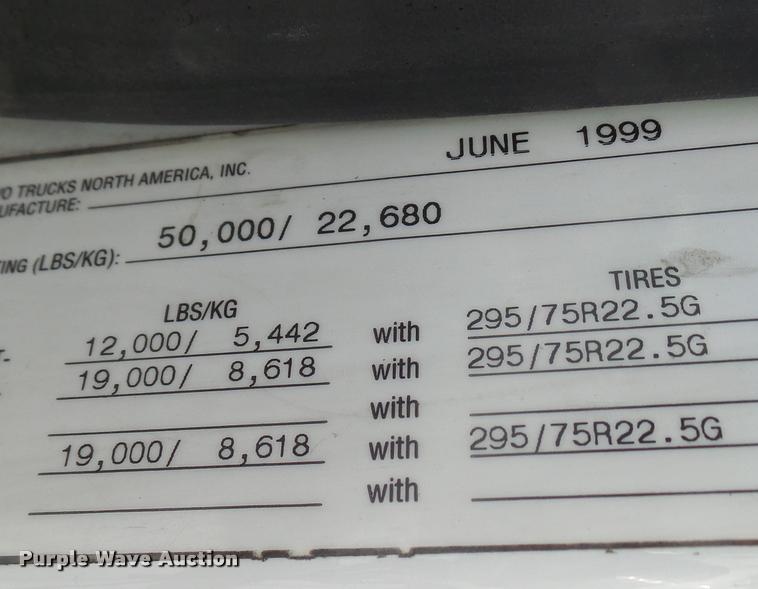 JUNE 1999
O TRUCKS NORTH AMERICA, INC.
UFACTURE:
50,000/ 22,680
ING (LBS/KG):
TIRES
LBS/KG
12,000/ 5,442 with 295/75R22.5G
19,000/ 8,618 with 295/75R22.5G
with
19,000/ 8,618 with 295/75R22.5G
with
Purple Wave Auction